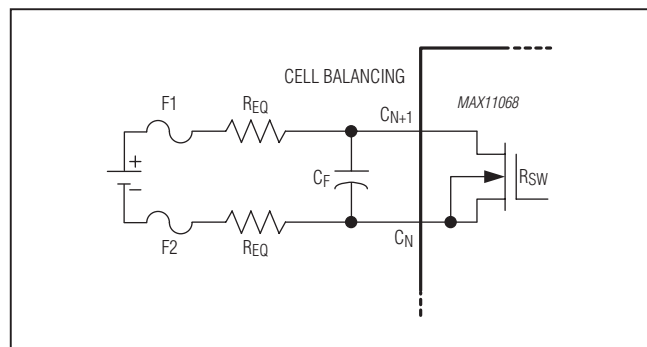 CELL BALANCING
MAX11068
F1
REQ
CN+1
+
CF
RSW
−
CN
F2
REQ